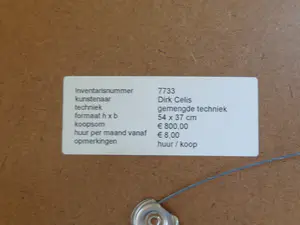 Inventarisnummer 7733
kunstenaar Dirk Celis
techniek gemengde techniek
formaat h x b 54 x 37 cm
koopsom € 800,00
huur per maand vanaf € 8,00
opmerkingen huur / koop